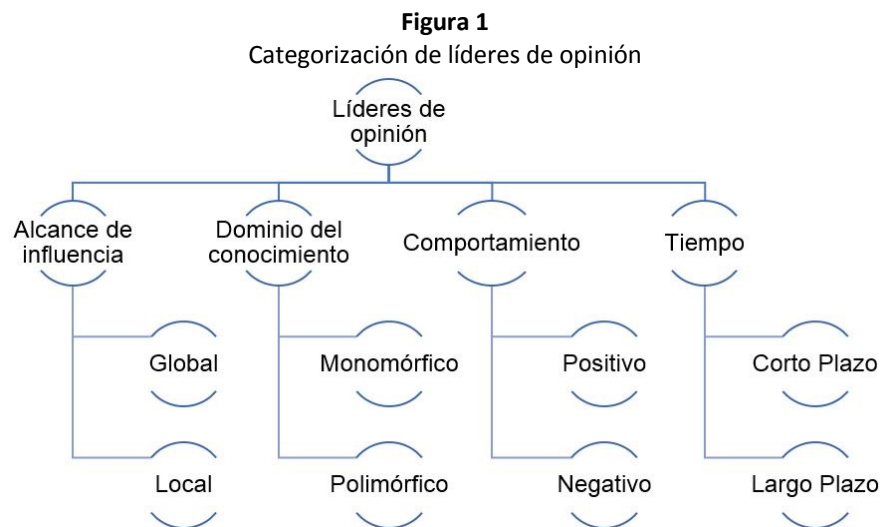 Figura 1
Categorización de líderes de opinión
Líderes de
opinión
Alcance de
influencia
Dominio del
conocimiento
Comportamiento
Tiempo
Global
Monomórfico
Positivo
Corto Plazo
Local
Polimórfico
Negativo
Largo Plazo